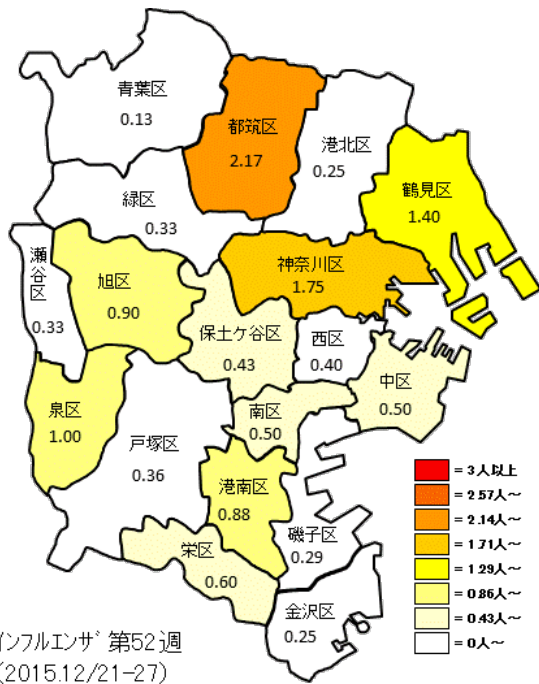 青葉区
0.13
都筑区
2.17
港北区
0.25
鶴見区
1.40
緑区
0.33
瀬谷区
0.33
旭区
0.90
神奈川区
1.75
保土ケ谷区
0.43
西区
0.40
中区
0.50
泉区
1.00
戸塚区
0.36
南区
0.50
港南区
0.88
磯子区
0.29
栄区
0.60
金沢区
0.25
=3人以上
=2.57人～
=2.14人～
=1.71人～
=1.29人～
=0.86人～
=0.43人～
=0人～
インフルエンザ 第52週
(2015.12/21-27)